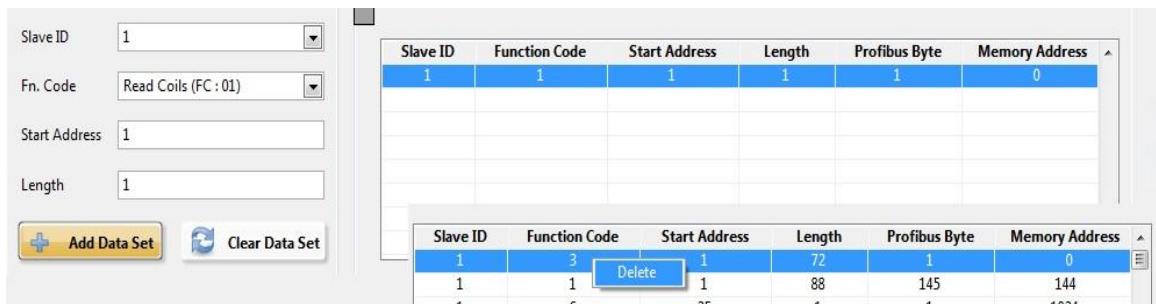 Slave ID 1
Fn. Code Read Coils (FC : 01)
Start Address 1
Length 1
Add Data Set Clear Data Set
Slave ID Function Code Start Address Length Profibus Byte Memory Address
1 1 1 1 1 0
Slave ID Function Code Start Address Length Profibus Byte Memory Address
1 3 1 72 1 0
Delete
1 1 1 88 145 144